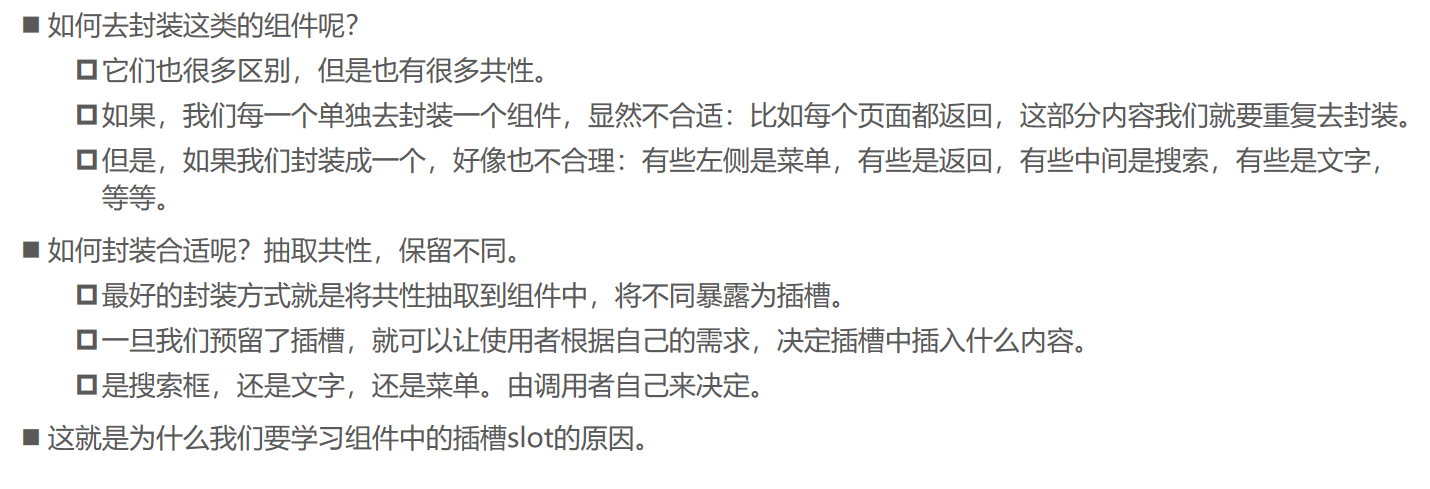 ■ 如何去封装这类的组件呢？
它们也很多区别，但是也有很多共性。
如果，我们每一个单独去封装一个组件，显然不合适：比如每个页面都返回，这部分内容我们就要重复去封装。
但是，如果我们封装成一个，好像也不合理：有些左侧是菜单，有些是返回，有些中间是搜索，有些是文字，
等等。
■ 如何封装合适呢？抽取共性，保留不同。
最好的封装方式就是将共性抽取到组件中，将不同暴露为插槽。
一旦我们预留了插槽，就可以让使用者根据自己的需求，决定插槽中插入什么内容。
是搜索框，还是文字，还是菜单。由调用者自己来决定。
■ 这就是为什么我们要学习组件中的插槽slot的原因。